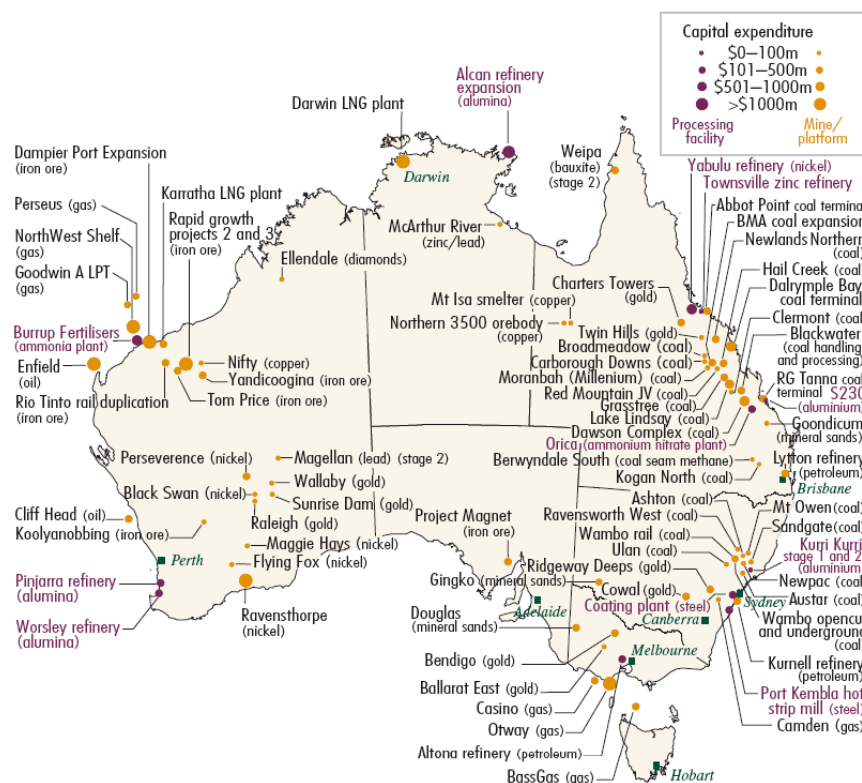 Capital expenditure
$0–100m
$101–500m
$501–1000m
>$1000m
Processing
facility
Mine/
platform
Alcan refinery
expansion
(alumina)
Darwin LNG plant
Darwin
Weipa
(bauxite)
(stage 2)
Dampier Port Expansion
(iron ore)
Karratha LNG plant
Perseus (gas)
Rapid growth
projects 2 and 3
(iron ore)
NorthWest Shelf
(gas)
Goodwin A LPT
(gas)
Ellendale (diamonds)
McArthur River
(zinc/lead)
Burrup Fertilisers
(ammonia plant)
Enfield
(oil)
Rio Tinto rail duplication
(iron ore)
Nifty (copper)
Yandicoogina (iron ore)
Tom Price (iron ore)
Mt Isa smelter (copper)
Northern 3500 orebody
(copper)
Yabulu refinery (nickel)
Townsville zinc refinery
Abbot Point coal termina
BMA coal expansion
Newlands Northern
(coal)
Hail Creek (coal)
Dalrymple Bay
coal terminal
Clermont (coal)
Blackwater
(coal handling
and processing)
RG Tanna coal
terminal
S230
(aluminium)
Goondicum
(mineral sands)
Lytton refinery
(petroleum)
Brisbane
Charters Towers
(gold)
Twin Hills (gold)
Broadmeadow (coal)
Carborough Downs (coal)
Moranbah (Millenium) (coal)
Red Mountain JV (coal)
Grasstree (coal)
Lake Lindsay (coal)
Dawson Complex (coal)
Orica (ammonium nitrate plant)
Berwyndale South (coal seam methane)
Kogan North (coal)
Perseverence (nickel)
Magellan (lead) (stage 2)
Wallaby (gold)
Black Swan (nickel)
Sunrise Dam (gold)
Raleigh (gold)
Cliff Head (oil)
Koolyanobbing (iron ore)
Maggie Hays (nickel)
Perth
Flying Fox (nickel)
Pinjarra refinery
(alumina)
Worsley refinery
(alumina)
Ravensthorpe
(nickel)
Project Magnet
(iron ore)
Gingko (mineral sands)
Adelaide
Douglas
(mineral sands)
Ashton (coal)
Ravensworth West (coal)
Wambo rail (coal)
Ulan (coal)
Ridgeway Deeps (gold)
Cowal (gold)
Coating plant (steel)
Canberra
Sydney
Mt Owen (coal)
Sandgate (coal)
Kurri Kurri
stage 1 and 2
(aluminium)
Newpac (coal)
Austar (coal)
Wambo opencu
and underground
(coal)
Kurnell refinery
(petroleum)
Port Kembla hot
strip mill (steel)
Camden (gas)
Bendigo (gold)
Melbourne
Ballarat East (gold)
Casino (gas)
Otway (gas)
Altona refinery (petroleum)
BassGas (gas)
Hobart